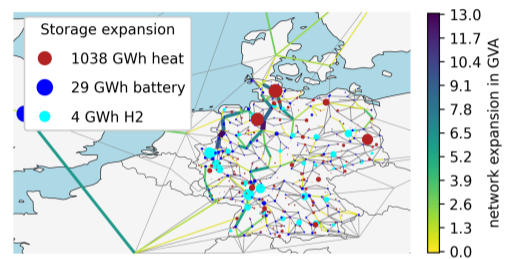 Storage expansion
1038 GWh heat
29 GWh battery
4 GWh H2
13.0
11.7
10.4
9.1
7.8
6.5
5.2
3.9
2.6
1.3
0.0
network expansion in GVA